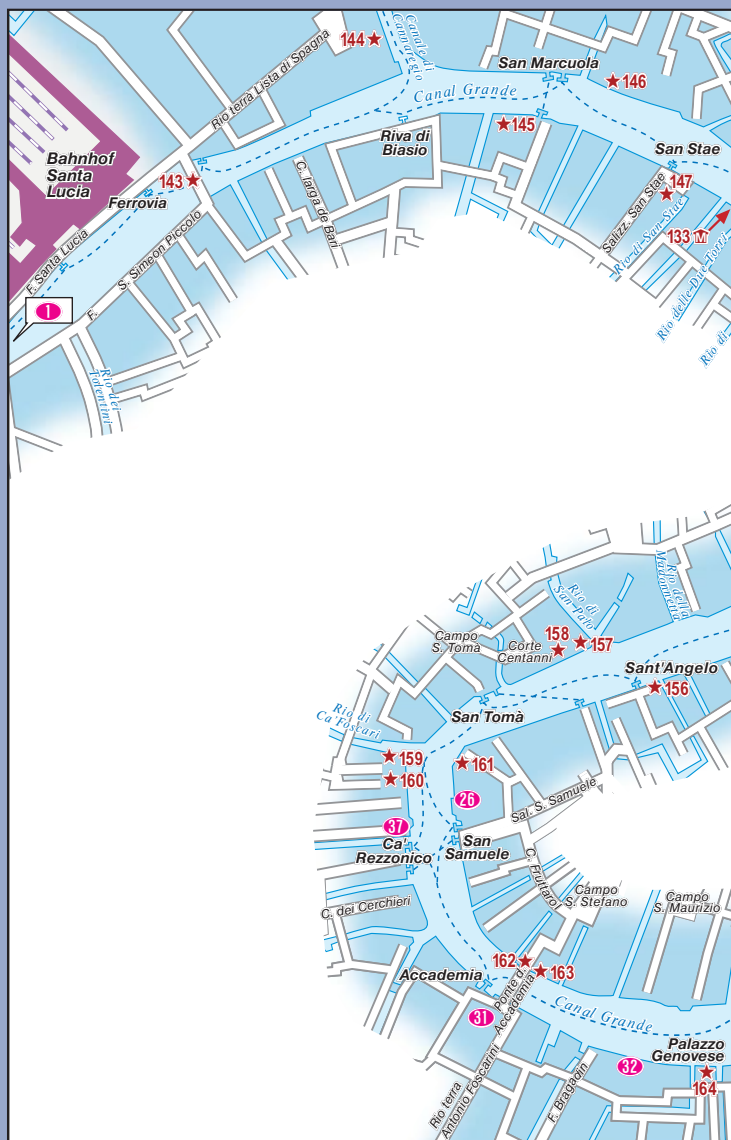 144
Canale di
Cannaregio
San Marcuola
146
Rio terrà Lista di Spagna
Canal Grande
145
Riva di
Biasio
San Stae
Bahnhof
Santa
Lucia
143
Ferrovia
C. larga de Bari
147
Salizz. San Stae
Rio di San Stae
133 M
F. Santa Lucia
F. S. Simeon Piccolo
Rio delle Due Torri
Rio di
1
Rio dei
Tolentini
Rio di
San Polo
Rio della
Madonnetta
Campo
S. Tomà
158
157
Corte
Centanni
Sant'Angelo
156
San Tomà
Rio di
Ca'Foscari
159
161
160
26
Sal. S. Samuele
37
Ca'
Rezzonico
San
Samuele
C. Fruttarol
Campo
S. Stefano
Campo
S. Maurizio
C. dei Cerchieri
162
163
Accademia
Ponte d.
Accademia
Canal Grande
31
Palazzo
Genovese
32
164
Rio terra
Antonio Foscarini
F. Bragadin